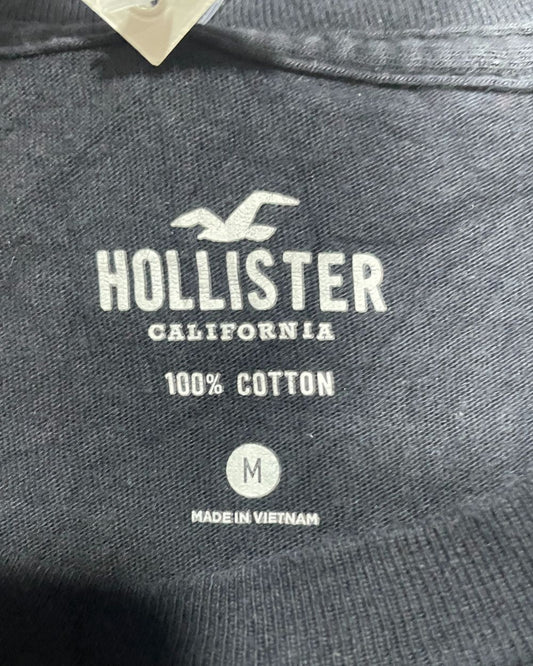 HOLLISTER
CALIFORNIA
100% COTTON
M
MADE IN VIETNAM